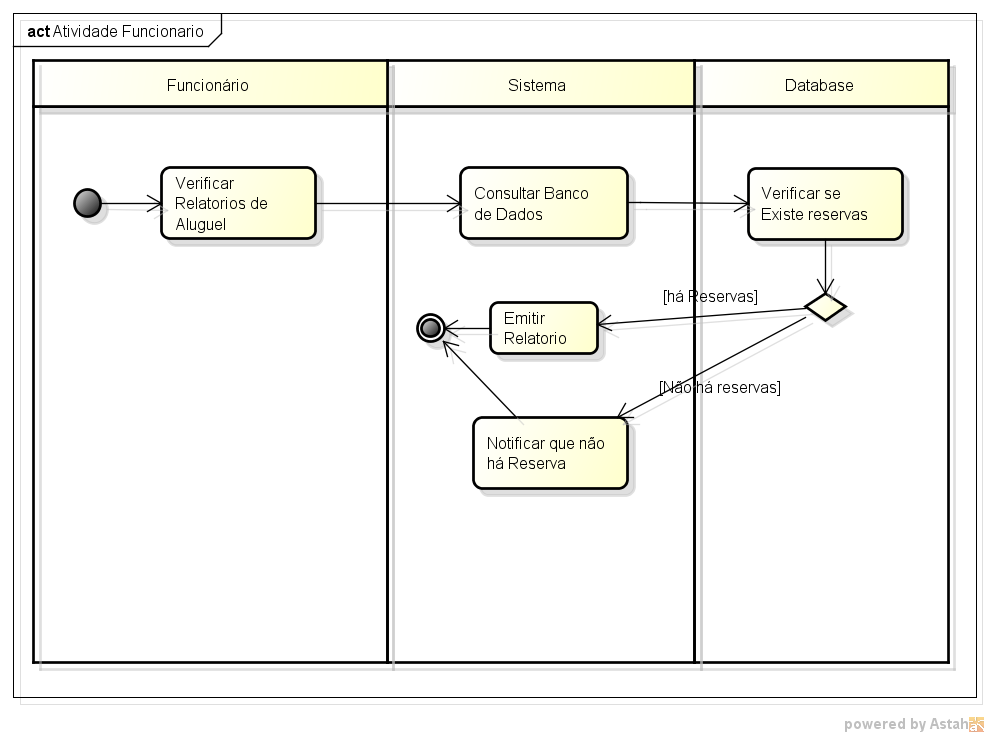 act Atividade Funcionario
Funcionário
Sistema
Database
Verificar
Relatorios de
Aluguel
Consultar Banco
de Dados
Verificar se
Existe reservas
[há Reservas]
Emitir
Relatorio
[Não há reservas]
Notificar que não
há Reserva
powered by Astah